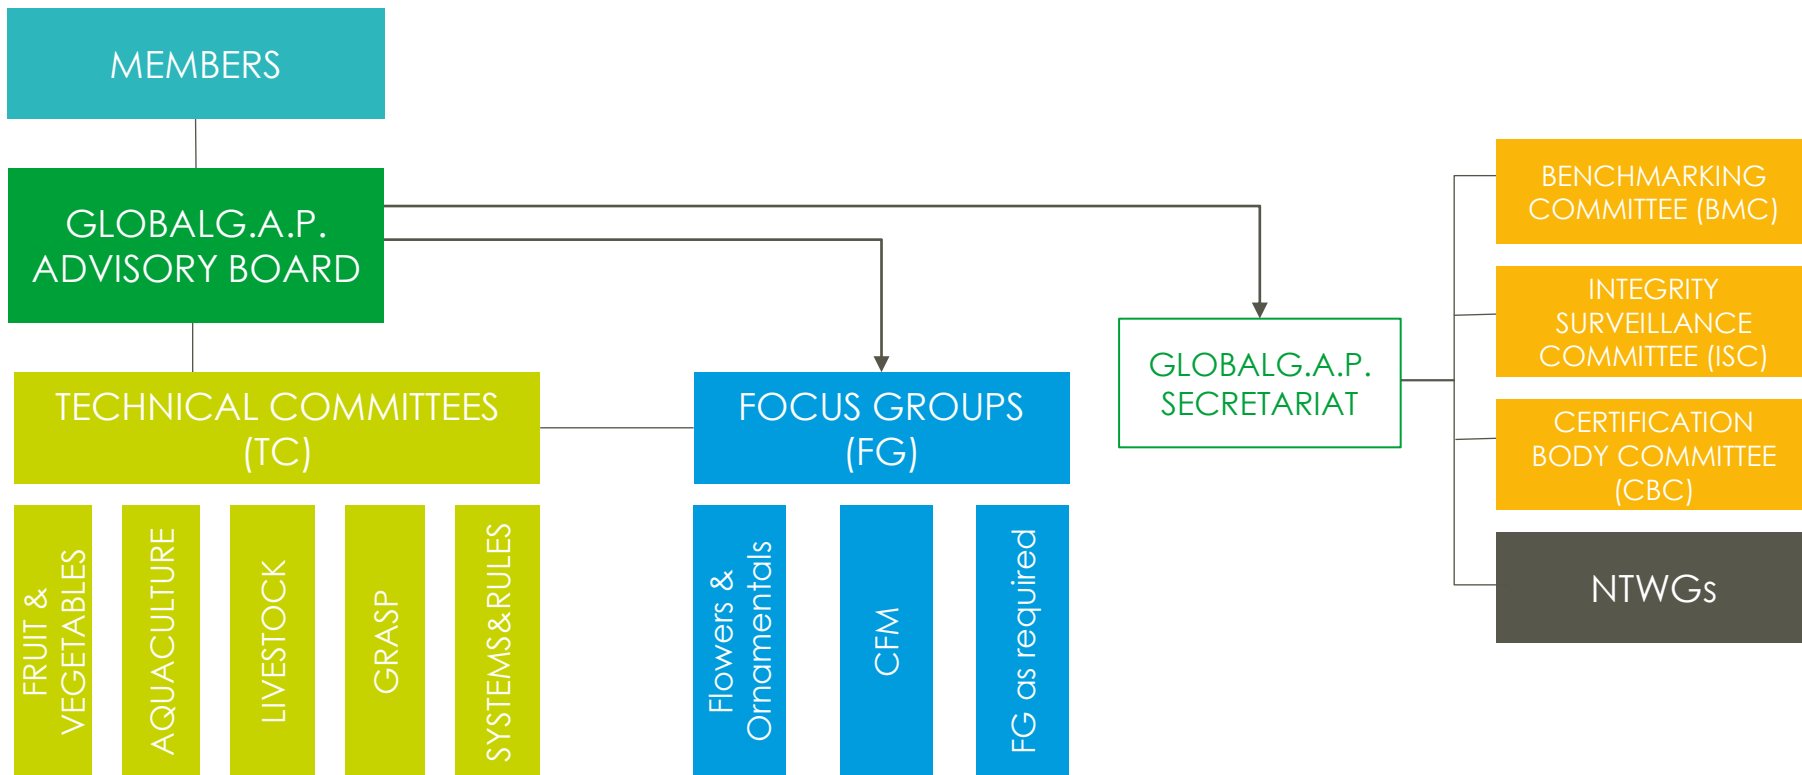 MEMBERS
GLOBALG.A.P.
ADVISORY BOARD
TECHNICAL COMMITTEES
(TC)
FRUIT &
VEGETABLES
AQUACULTURE
LIVESTOCK
GRASP
SYSTEMS&RULES
FOCUS GROUPS
(FG)
Flowers &
Ornamentals
CFM
FG as required
GLOBALG.A.P.
SECRETARIAT
BENCHMARKING
COMMITTEE (BMC)
INTEGRITY
SURVEILLANCE
COMMITTEE (ISC)
CERTIFICATION
BODY COMMITTEE
(CBC)
NTWGs